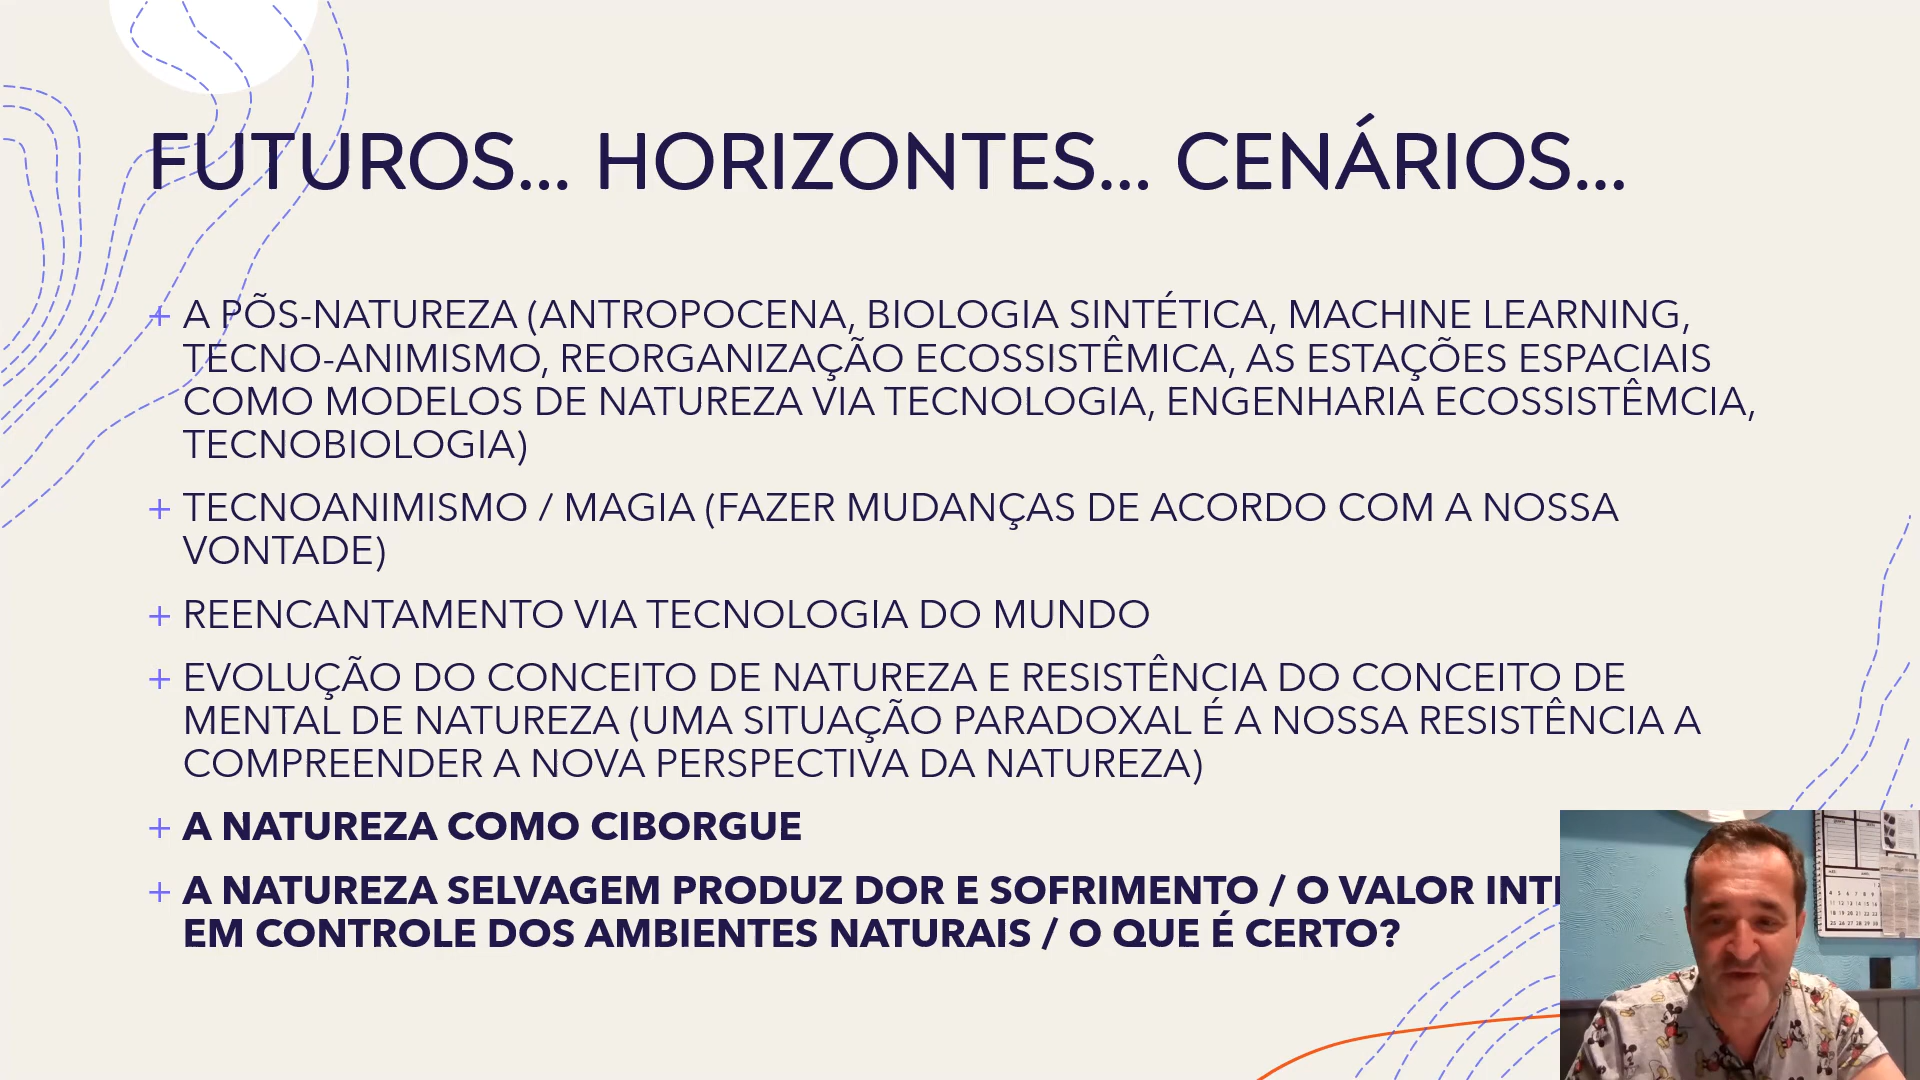 FUTUROS... HORIZONTES... CENÁRIOS...
+ A PÕS-NATUREZA (ANTROPOCENA, BIOLOGIA SINTÉTICA, MACHINE LEARNING,
TECNO-ANIMISMO, REORGANIZAÇÃO ECOSSISTÊMICA, AS ESTAÇÕES ESPACIAIS
COMO MODELOS DE NATUREZA VIA TECNOLOGIA, ENGENHARIA ECOSSISTÊMCIA,
TECNOBIOLOGIA)
+ TECNOANIMISMO / MAGIA (FAZER MUDANÇAS DE ACORDO COM A NOSSA
VONTADE)
+ REENCANTAMENTO VIA TECNOLOGIA DO MUNDO
+ EVOLUÇÃO DO CONCEITO DE NATUREZA E RESISTÊNCIA DO CONCEITO DE
MENTAL DE NATUREZA (UMA SITUAÇÃO PARADOXAL É A NOSSA RESISTÊNCIA A
COMPREENDER A NOVA PERSPECTIVA DA NATUREZA)
+ A NATUREZA COMO CIBORGUE
+ A NATUREZA SELVAGEM PRODUZ DOR E SOFRIMENTO / O VALOR
EM CONTROLE DOS AMBIENTES NATURAIS / O QUE É CERTO?